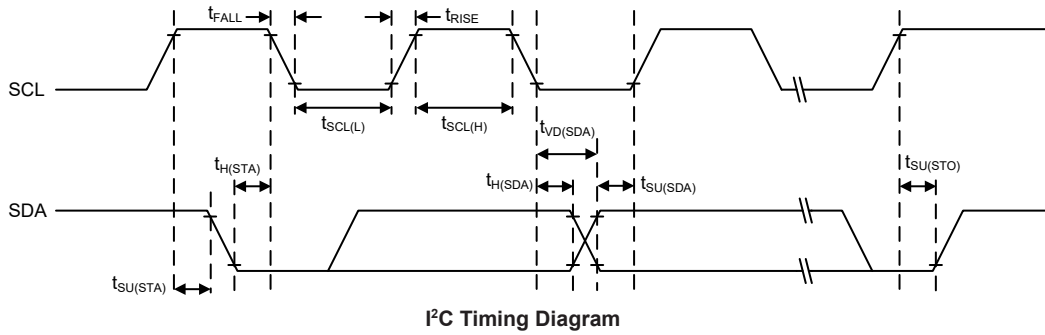 tFALL
tRISE
SCL
tSCL(L)
tSCL(H)
tVD(SDA)
tH(STA)
tH(SDA)
tSU(SDA)
tSU(STO)
SDA
tSU(STA)
I²C Timing Diagram